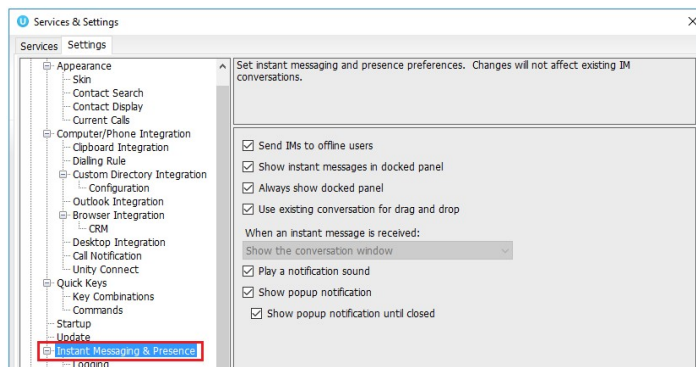 Services & Settings
Services Settings
Appearance
Skin
Contact Search
Contact Display
Current Calls
Computer/Phone Integration
Clipboard Integration
Dialling Rule
Custom Directory Integration
Configuration
Outlook Integration
Browser Integration
CRM
Desktop Integration
Call Notification
Unity Connect
Quick Keys
Key Combinations
Commands
Startup
Update
Instant Messaging & Presence
Logging
Set instant messaging and presence preferences. Changes will not affect existing IM
conversations.
Send IMs to offline users
Show instant messages in docked panel
Always show docked panel
Use existing conversation for drag and drop
When an instant message is received:
Show the conversation window
Play a notification sound
Show popup notification
Show popup notification until closed